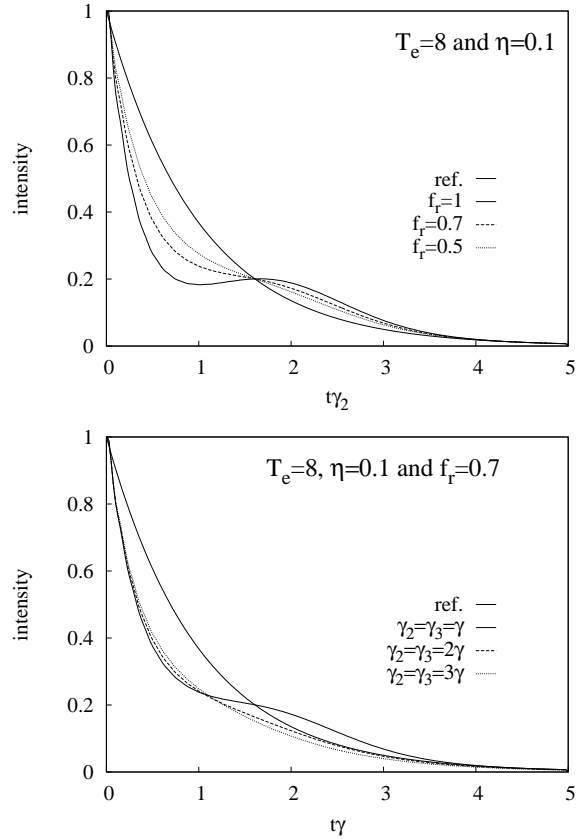 T_e=8 and η=0.1
intensity
1
0.8
0.6
0.4
0.2
0
ref.
f_r=1
f_r=0.7
f_r=0.5
0 1 2 3 4 5
tγ_2
T_e=8, η=0.1 and f_r=0.7
intensity
1
0.8
0.6
0.4
0.2
0
ref.
γ_2=γ_3=γ
γ_2=γ_3=2γ
γ_2=γ_3=3γ
0 1 2 3 4 5
tγ